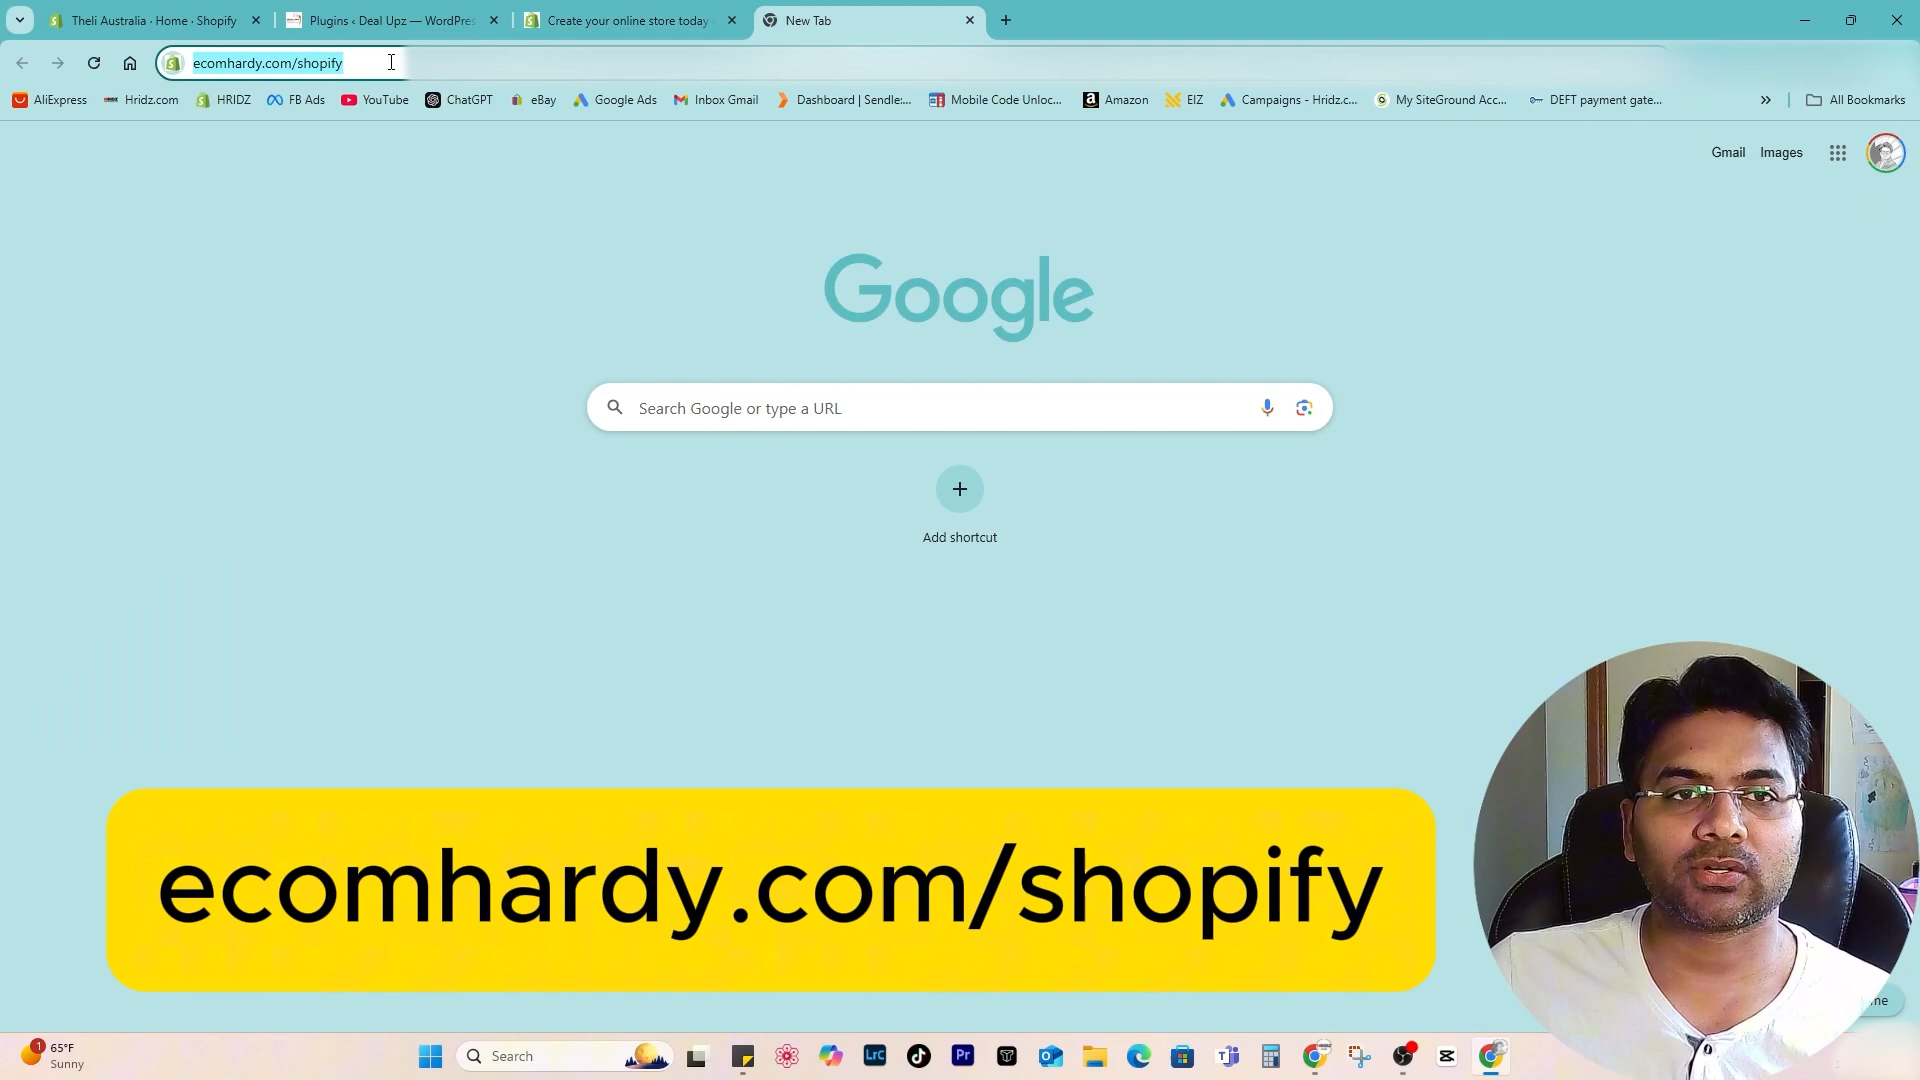 Theli Australia · Home · Shopify
Plugins ‹ Deal Upz — WordPres
Create your online store today
New Tab
ecomhardy.com/shopify
AliExpress
Hridz.com
HRIDZ
FB Ads
YouTube
ChatGPT
eBay
Google Ads
Inbox Gmail
Dashboard | Sendle:...
Mobile Code Unloc...
Amazon
EIZ
Campaigns - Hridz.c...
My SiteGround Acc...
DEFT payment gate...
All Bookmarks
Gmail
Images
Google
Search Google or type a URL
Add shortcut
ecomhardy.com/shopify
1
65°F
Sunny
Search
LrC
Pr